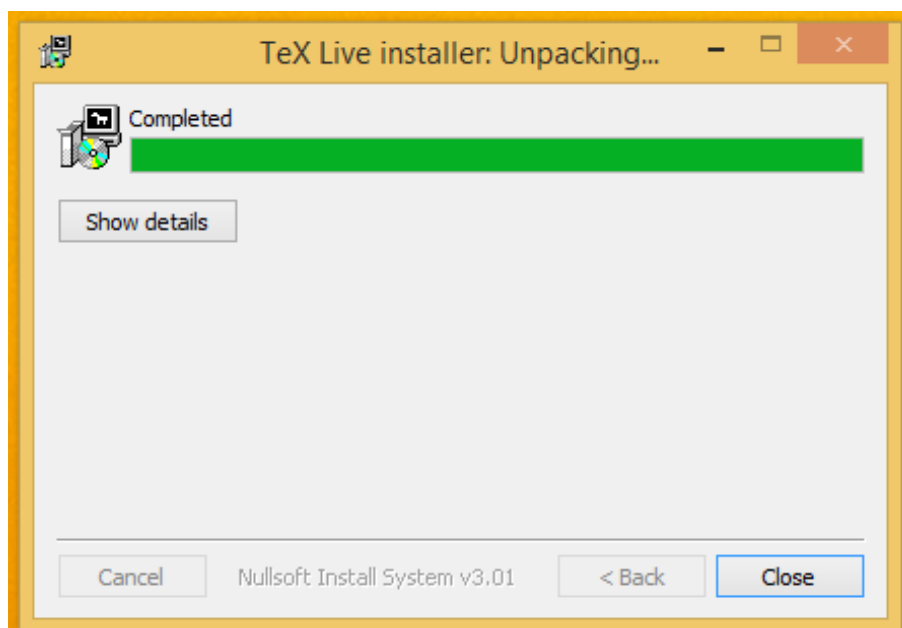 TeX Live installer: Unpacking...
Completed
Show details
Cancel
Nullsoft Install System v3.01
< Back
Close